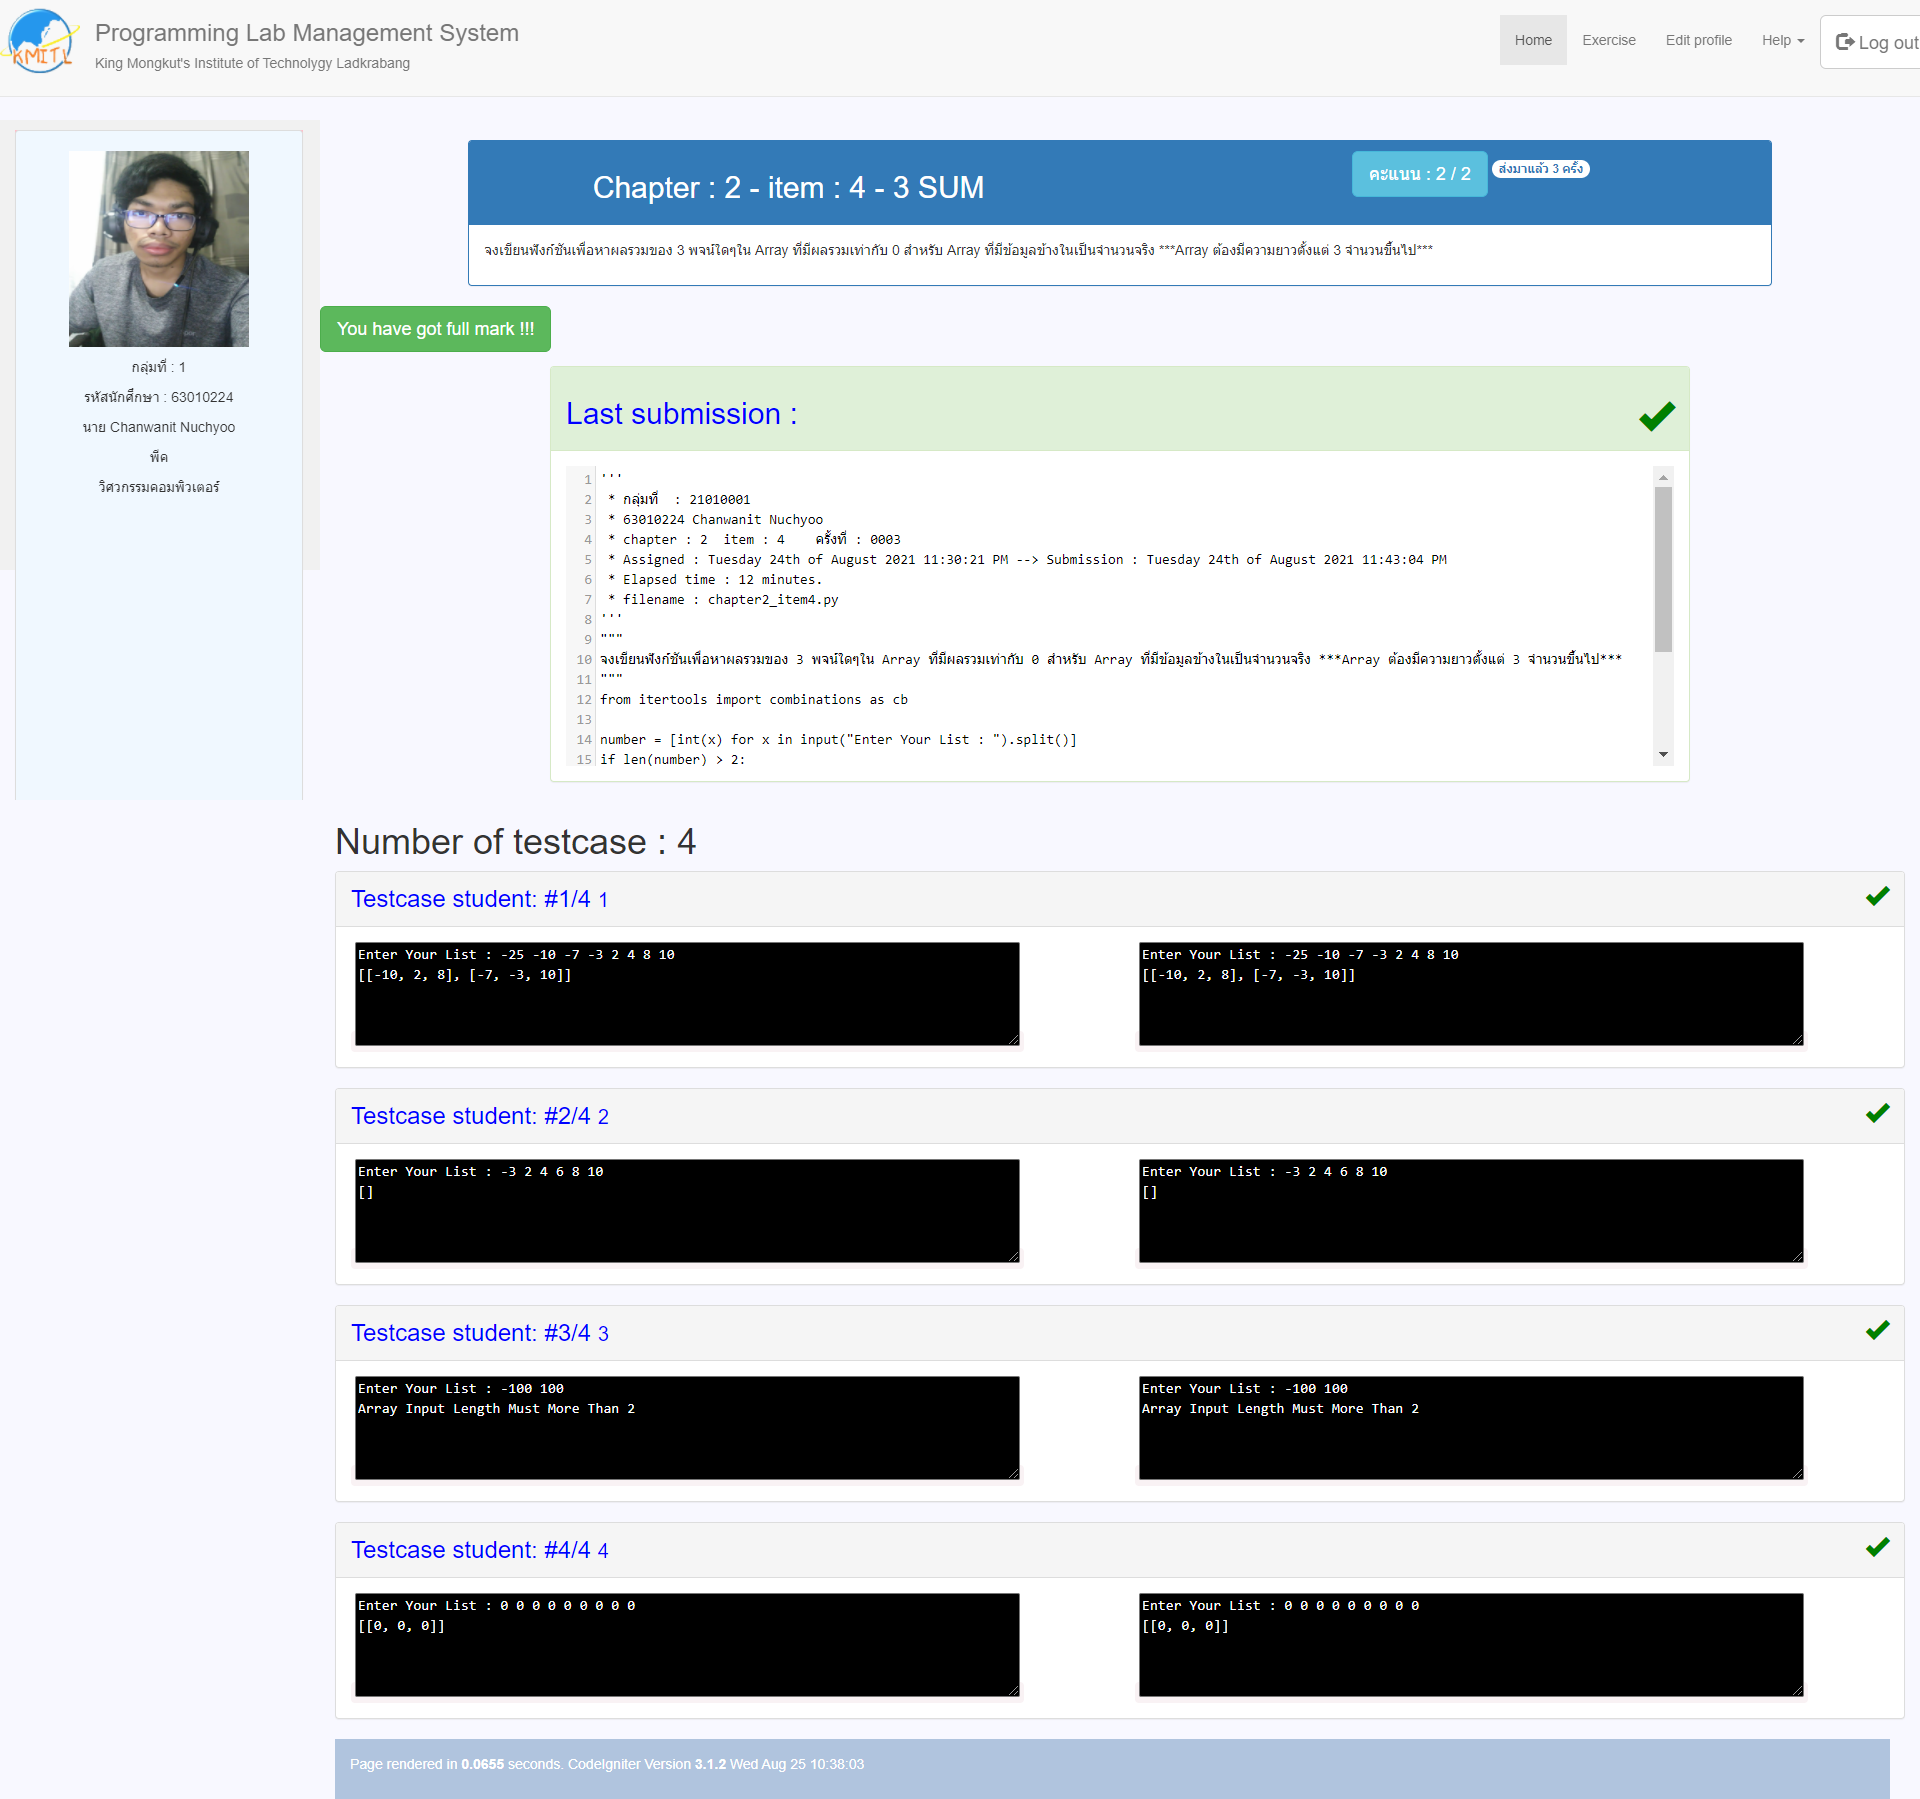 KMITL
Programming Lab Management System
King Mongkut's Institute of Technolygy Ladkrabang
Home
Exercise
Edit profile
Help
Log out
กลุ่มที่ : 1
รหัสนักศึกษา : 63010224
นาย Chanwanit Nuchyoo
พีค
วิศวกรรมคอมพิวเตอร์
Chapter : 2 - item : 4 - 3 SUM
คะแนน : 2 / 2
ส่งมาแล้ว 3 ครั้ง
จงเขียนฟังก์ชันเพื่อหาผลรวมของ 3 พจน์ใดๆใน Array ที่มีผลรวมเท่ากับ 0 สำหรับ Array ที่มีข้อมูลข้างในเป็นจำนวนจริง ***Array ต้องมีความยาวตั้งแต่ 3 จำนวนขึ้นไป***
You have got full mark !!!
Last submission :
1 '''
2 * กลุ่มที่ : 21010001
3 * 63010224 Chanwanit Nuchyoo
4 * chapter : 2 item : 4 ครั้งที่ : 0003
5 * Assigned : Tuesday 24th of August 2021 11:30:21 PM --> Submission : Tuesday 24th of August 2021 11:43:04 PM
6 * Elapsed time : 12 minutes.
7 * filename : chapter2_item4.py
8 '''
9 """
10 จงเขียนฟังก์ชันเพื่อหาผลรวมของ 3 พจน์ใดๆใน Array ที่มีผลรวมเท่ากับ 0 สำหรับ Array ที่มีข้อมูลข้างในเป็นจำนวนจริง ***Array ต้องมีความยาวตั้งแต่ 3 จำนวนขึ้นไป***
11 """
12 from itertools import combinations as cb
13
14 number = [int(x) for x in input("Enter Your List : ").split()]
15 if len(number) > 2:
Number of testcase : 4
Testcase student: #1/4 1
Enter Your List : -25 -10 -7 -3 2 4 8 10
[[-10, 2, 8], [-7, -3, 10]]
Enter Your List : -25 -10 -7 -3 2 4 8 10
[[-10, 2, 8], [-7, -3, 10]]
Testcase student: #2/4 2
Enter Your List : -3 2 4 6 8 10
[]
Enter Your List : -3 2 4 6 8 10
[]
Testcase student: #3/4 3
Enter Your List : -100 100
Array Input Length Must More Than 2
Enter Your List : -100 100
Array Input Length Must More Than 2
Testcase student: #4/4 4
Enter Your List : 0 0 0 0 0 0 0 0 0
[[0, 0, 0]]
Enter Your List : 0 0 0 0 0 0 0 0 0
[[0, 0, 0]]
Page rendered in 0.0655 seconds. CodeIgniter Version 3.1.2 Wed Aug 25 10:38:03